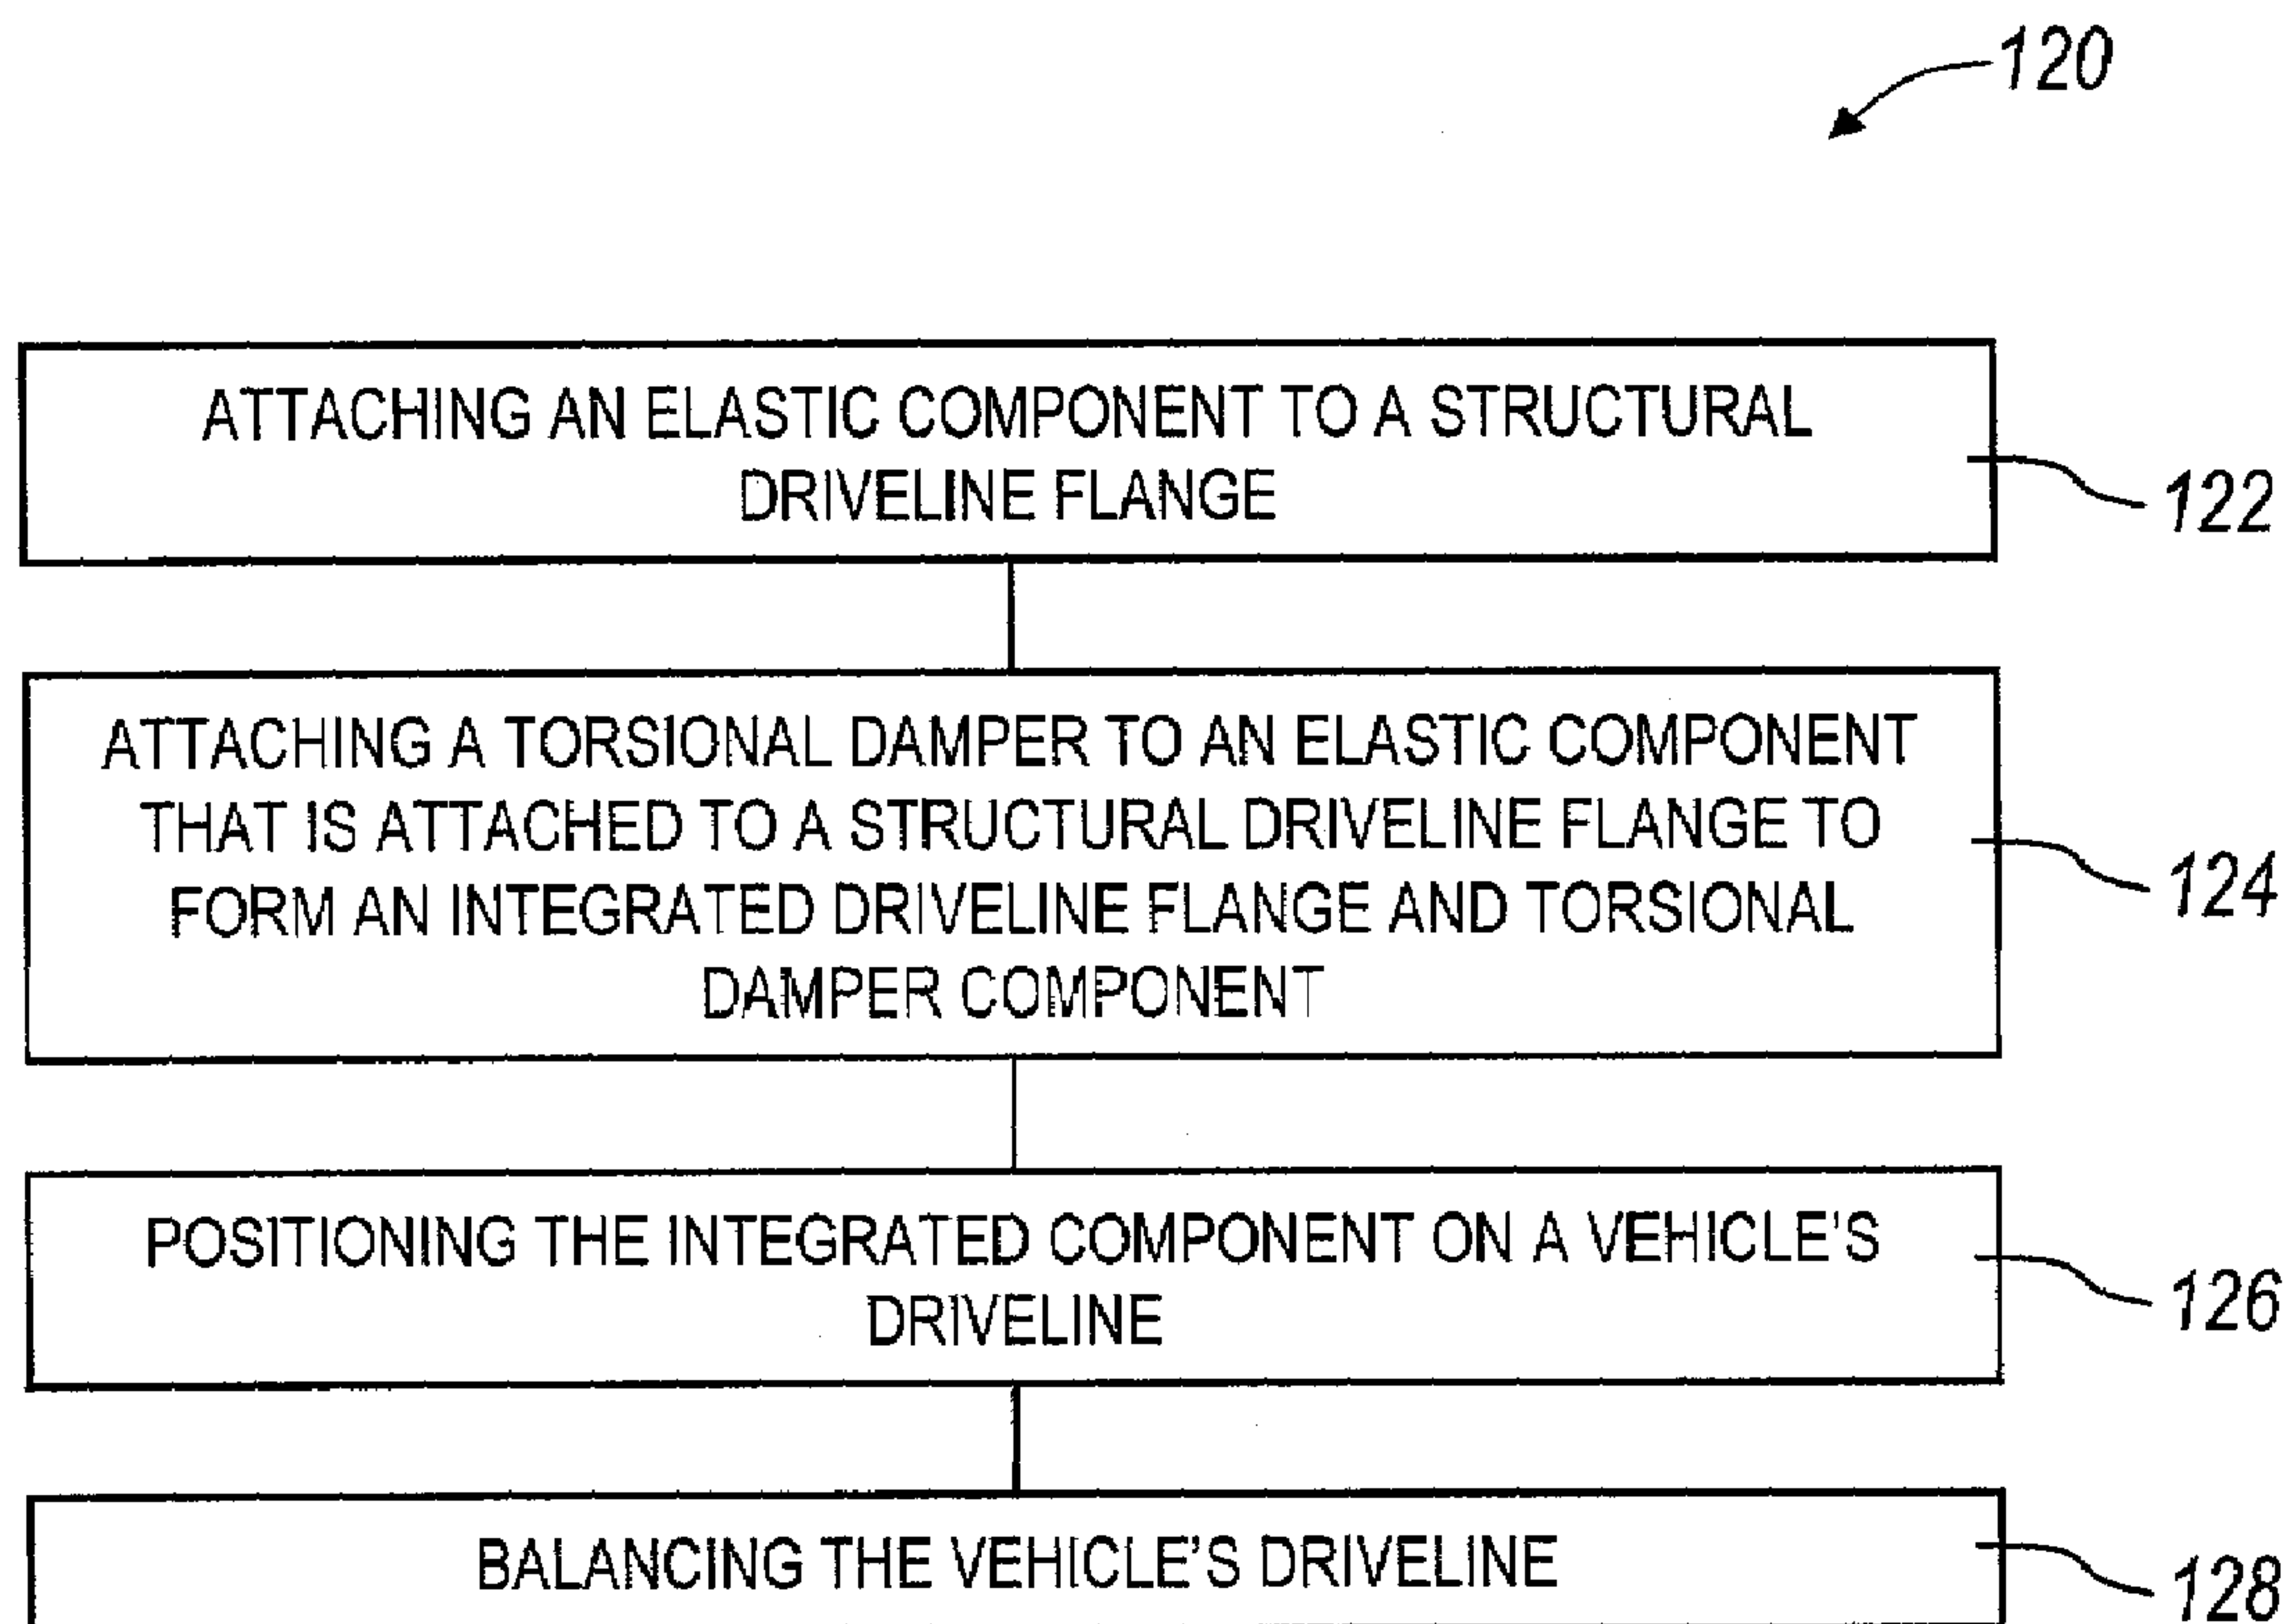 120
ATTACHING AN ELASTIC COMPONENT TO A STRUCTURAL
DRIVELINE FLANGE
122
ATTACHING A TORSIONAL DAMPER TO AN ELASTIC COMPONENT
THAT IS ATTACHED TO A STRUCTURAL DRIVELINE FLANGE TO
FORM AN INTEGRATED DRIVELINE FLANGE AND TORSIONAL
DAMPER COMPONENT
124
POSITIONING THE INTEGRATED COMPONENT ON A VEHICLE'S
DRIVELINE
126
BALANCING THE VEHICLE'S DRIVELINE
128